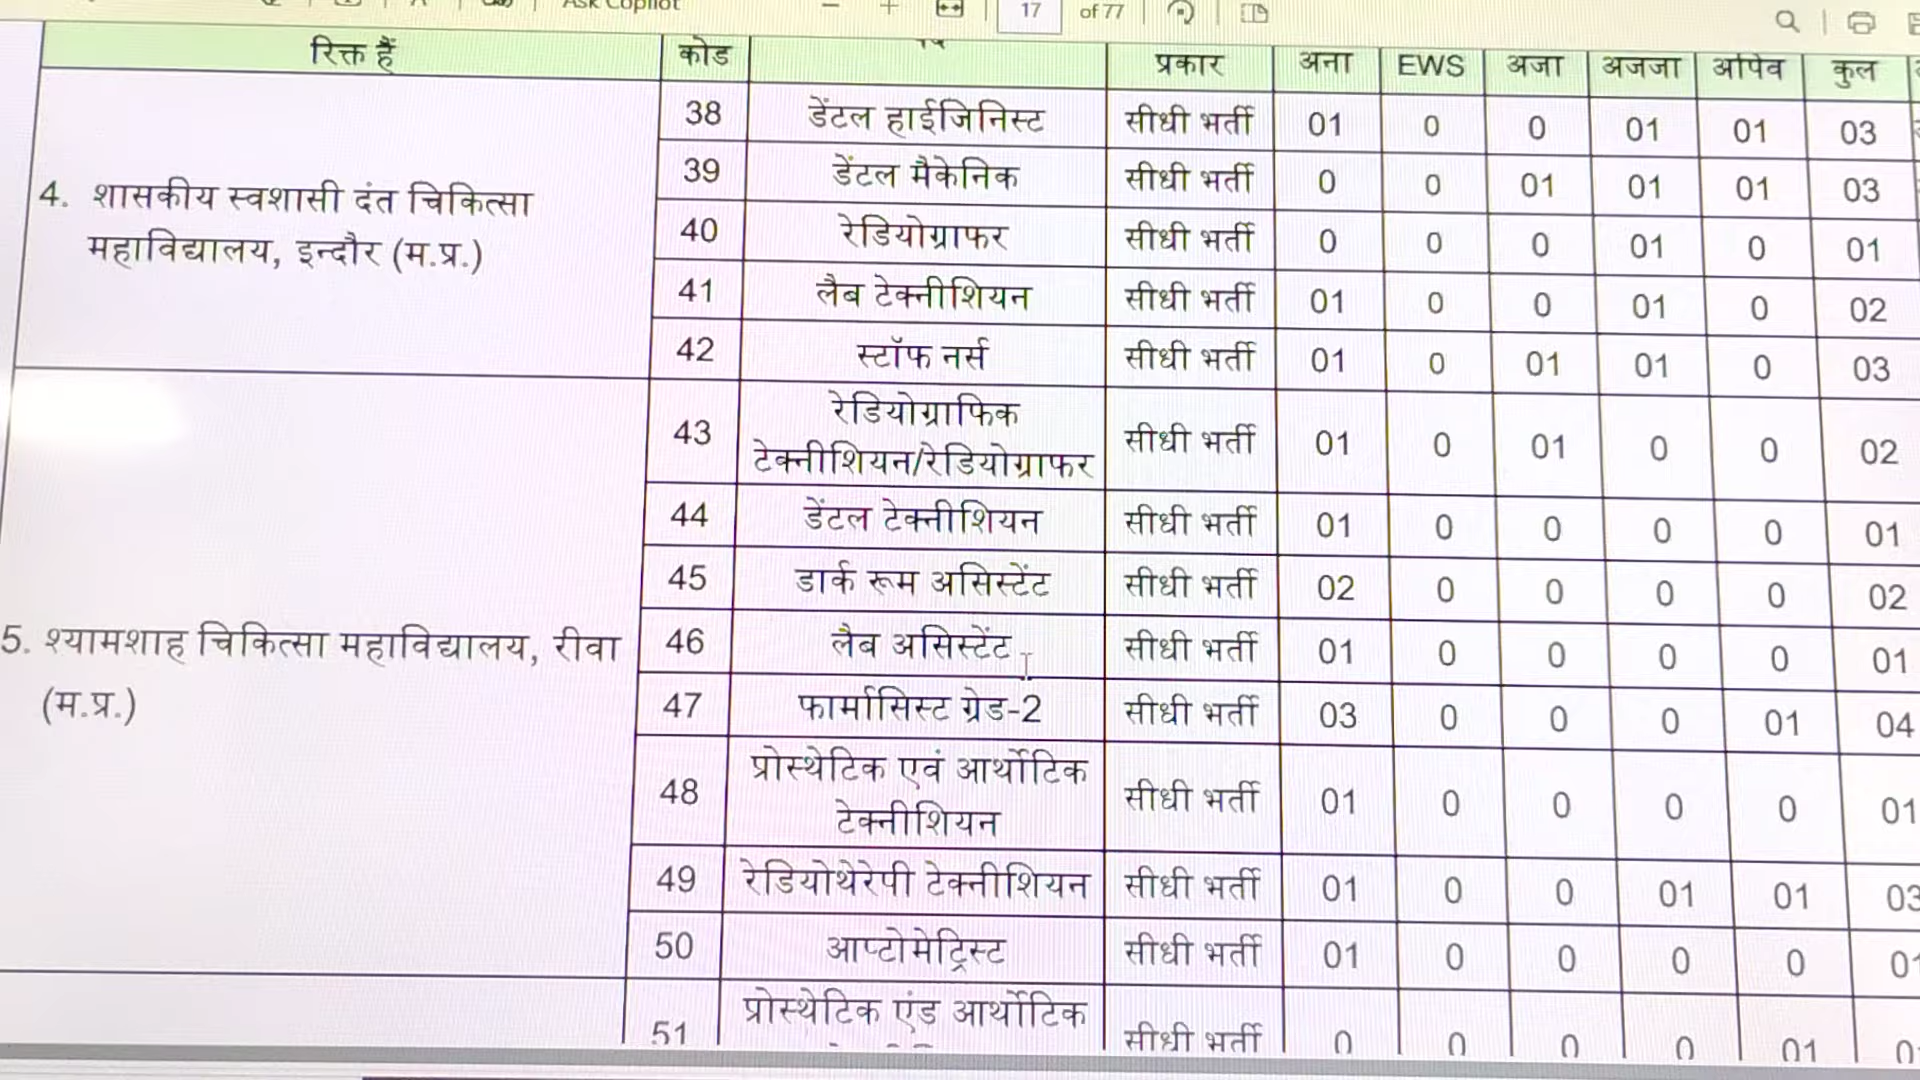 Ask Copilot
17 of 77
रिक्त हैं कोड प्रकार अना EWS अजा अजजा अपिव कुल
4. शासकीय स्वशासी दंत चिकित्सा
महाविद्यालय, इन्दौर (म.प्र.)
38 डेंटल हाईजिनिस्ट सीधी भर्ती 01 0 0 01 01 03
39 डेंटल मैकेनिक सीधी भर्ती 0 0 01 01 01 03
40 रेडियोग्राफर सीधी भर्ती 0 0 0 01 0 01
41 लैब टेक्नीशियन सीधी भर्ती 01 0 0 01 0 02
42 स्टॉफ नर्स सीधी भर्ती 01 0 01 01 0 03
5. श्यामशाह चिकित्सा महाविद्यालय, रीवा
(म.प्र.)
43 रेडियोग्राफिक
टेक्नीशियन/रेडियोग्राफर सीधी भर्ती 01 0 01 0 0 02
44 डेंटल टेक्नीशियन सीधी भर्ती 01 0 0 0 0 01
45 डार्क रूम असिस्टेंट सीधी भर्ती 02 0 0 0 0 02
46 लैब असिस्टेंट सीधी भर्ती 01 0 0 0 0 01
47 फार्मासिस्ट ग्रेड-2 सीधी भर्ती 03 0 0 0 01 04
48 प्रोस्थेटिक एवं आर्थोटिक
टेक्नीशियन सीधी भर्ती 01 0 0 0 0 01
49 रेडियोथेरेपी टेक्नीशियन सीधी भर्ती 01 0 0 01 01 03
50 आप्टोमेट्रिस्ट सीधी भर्ती 01 0 0 0 0 01
51 प्रोस्थेटिक एंड आर्थोटिक सीधी भर्ती 0 0 0 0 01